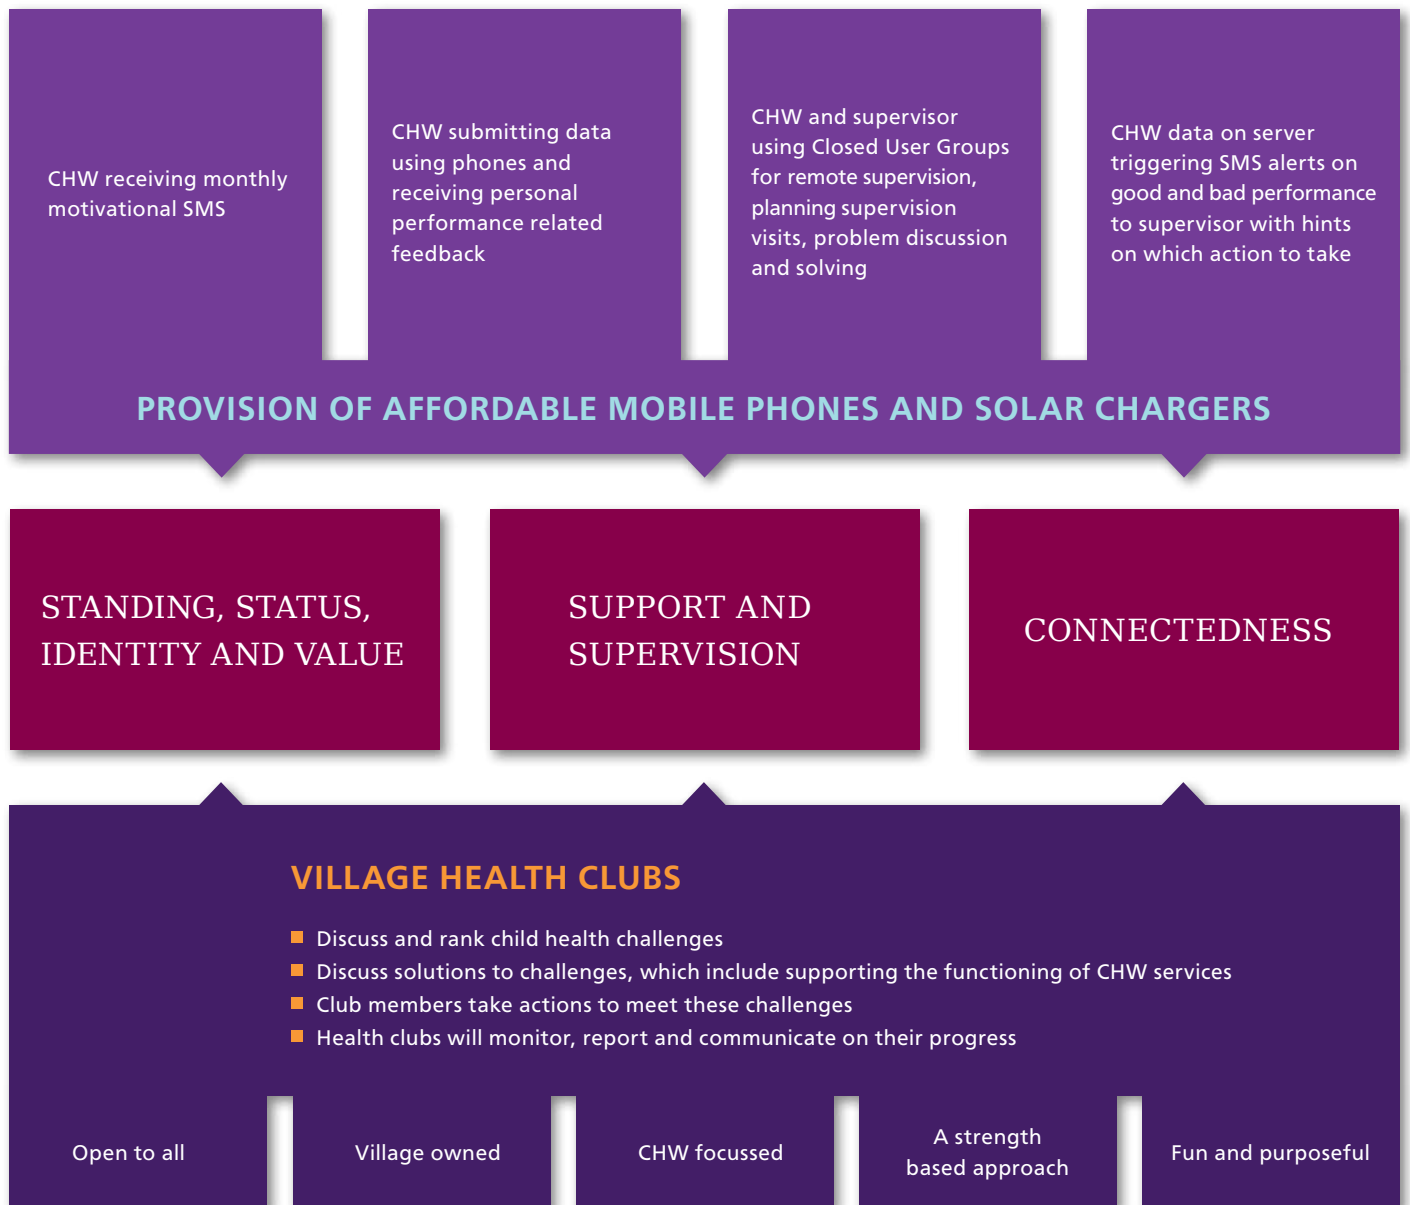 CHW receiving monthly
motivational SMS
CHW submitting data
using phones and
receiving personal
performance related
feedback
CHW and supervisor
using Closed User Groups
for remote supervision,
planning supervision
visits, problem discussion
and solving
CHW data on server
triggering SMS alerts on
good and bad performance
to supervisor with hints
on which action to take
PROVISION OF AFFORDABLE MOBILE PHONES AND SOLAR CHARGERS
STANDING, STATUS,
IDENTITY AND VALUE
SUPPORT AND
SUPERVISION
CONNECTEDNESS
VILLAGE HEALTH CLUBS
Discuss and rank child health challenges
Discuss solutions to challenges, which include supporting the functioning of CHW services
Club members take actions to meet these challenges
Health clubs will monitor, report and communicate on their progress
Open to all
Village owned
CHW focussed
A strength
based approach
Fun and purposeful